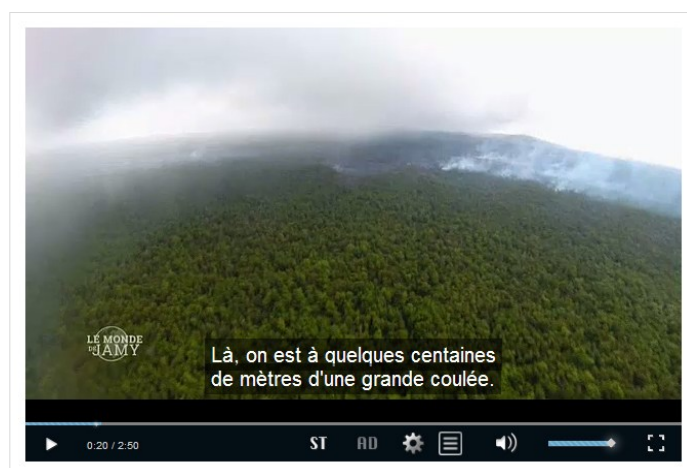 LE MONDE
DE JAMY
Là, on est à quelques centaines
de mètres d'une grande coulée.
0:20 / 2:50
ST
AD